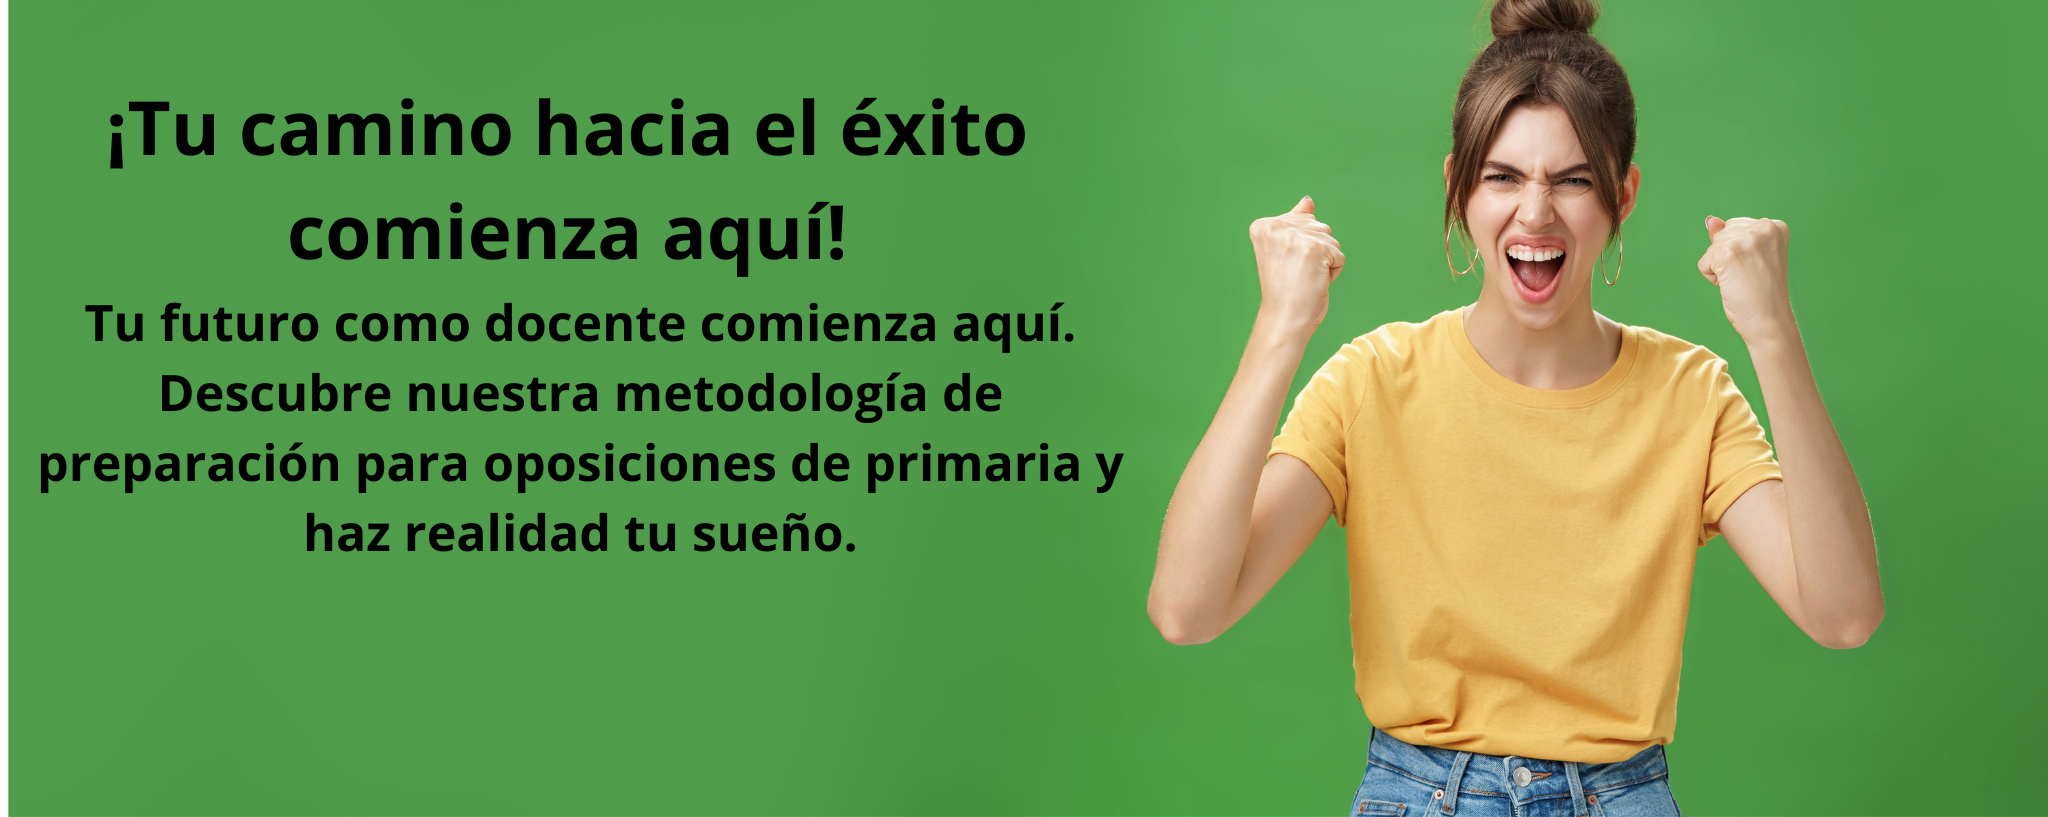 ¡Tu camino hacia el éxito
comienza aquí!
Tu futuro como docente comienza aquí.
Descubre nuestra metodología de
preparación para oposiciones de primaria y
haz realidad tu sueño.